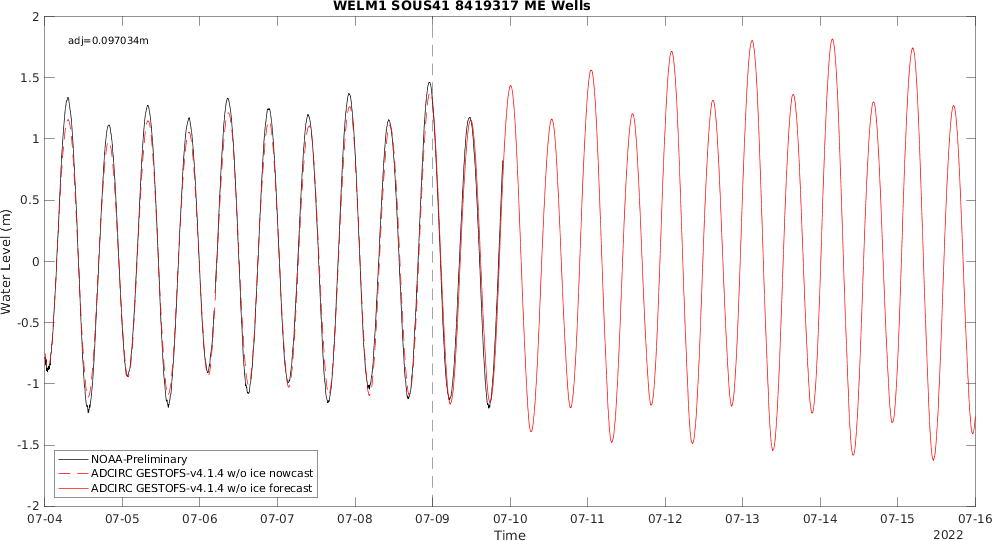 WELM1 SOUS41 8419317 ME Wells
adj=0.097034m
2
1.5
1
0.5
0
-0.5
-1
-1.5
-2
Water Level (m)
NOAA-Preliminary
ADCIRC GESTOFS-v4.1.4 w/o ice nowcast
ADCIRC GESTOFS-v4.1.4 w/o ice forecast
07-04 07-05 07-06 07-07 07-08 07-09 07-10 07-11 07-12 07-13 07-14 07-15 07-16
Time
2022